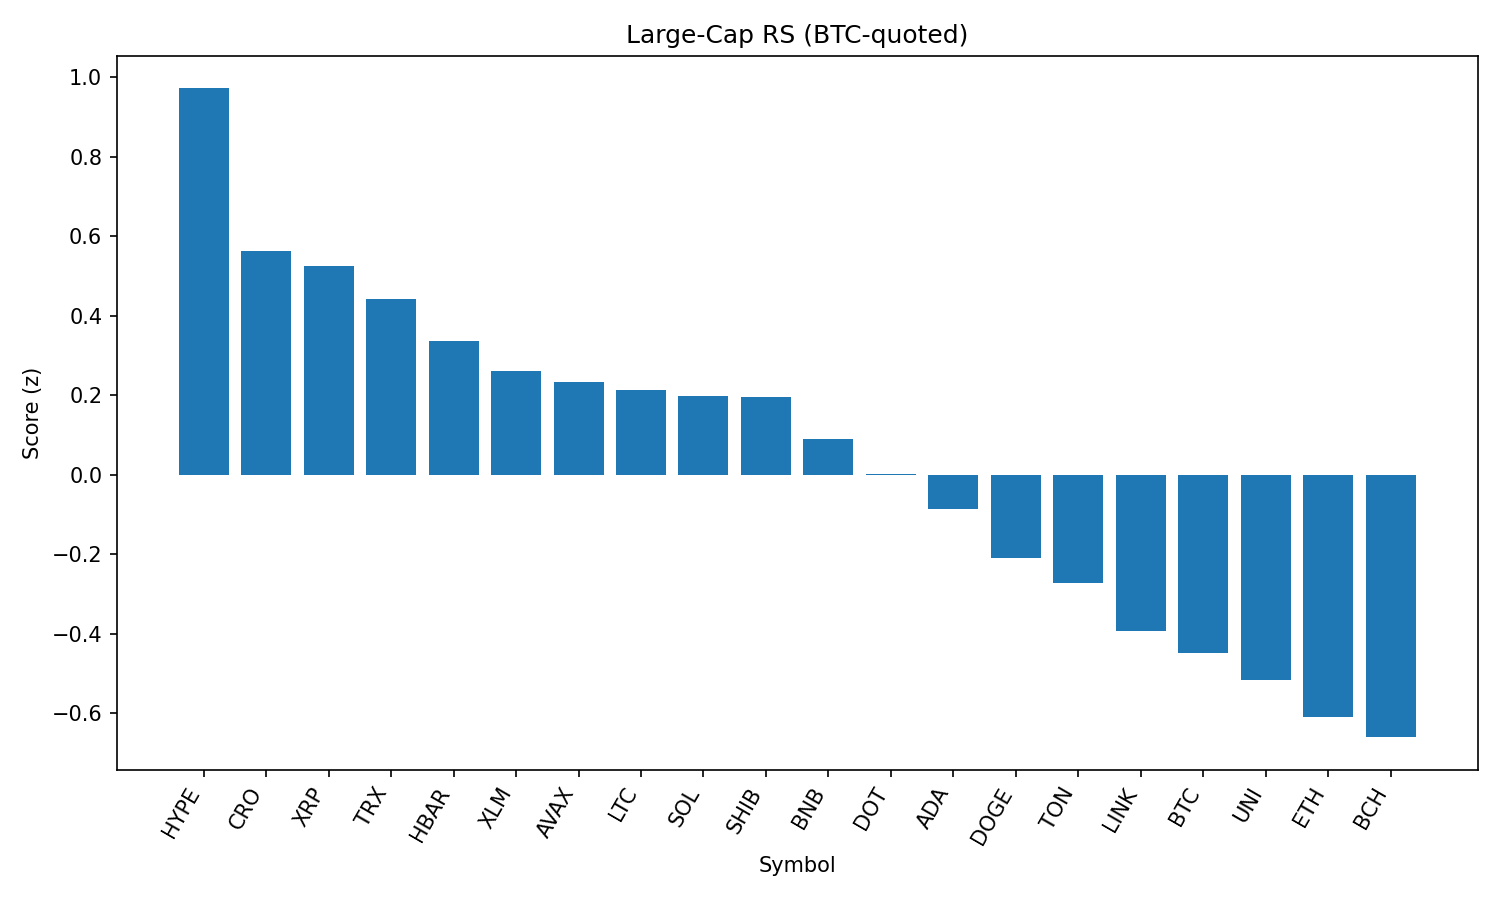 Large-Cap RS (BTC-quoted)
Score (z)
1.0
0.8
0.6
0.4
0.2
0.0
−0.2
−0.4
−0.6
HYPE
CRO
XRP
TRX
HBAR
XLM
AVAX
LTC
SOL
SHIB
BNB
DOT
ADA
DOGE
TON
LINK
BTC
UNI
ETH
BCH
Symbol